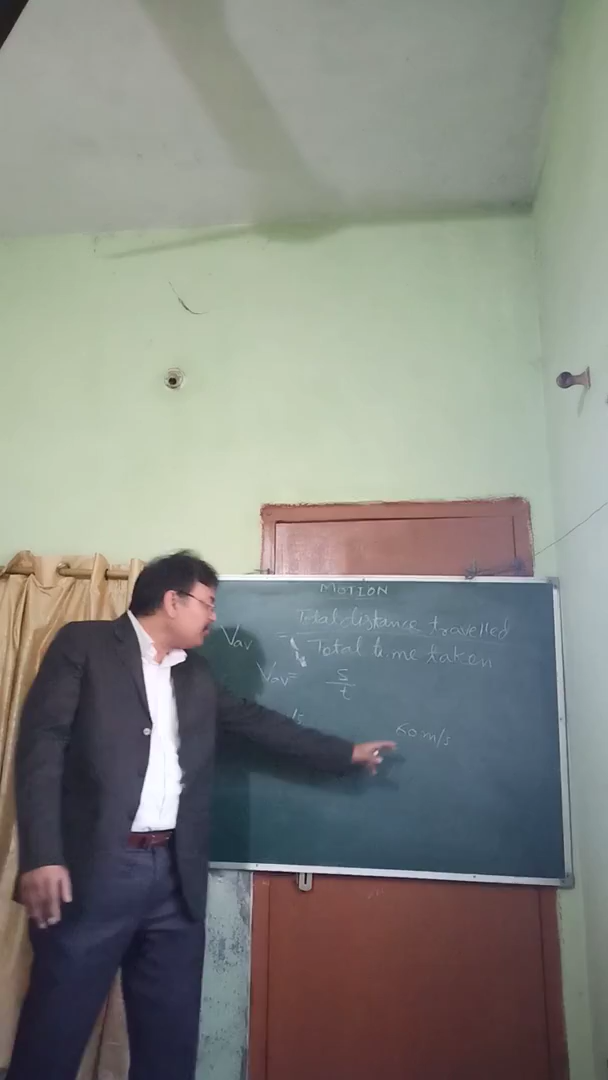 MOTION
Vav = Total distance travelled
Total time taken
Vav = s
t
60 m/s